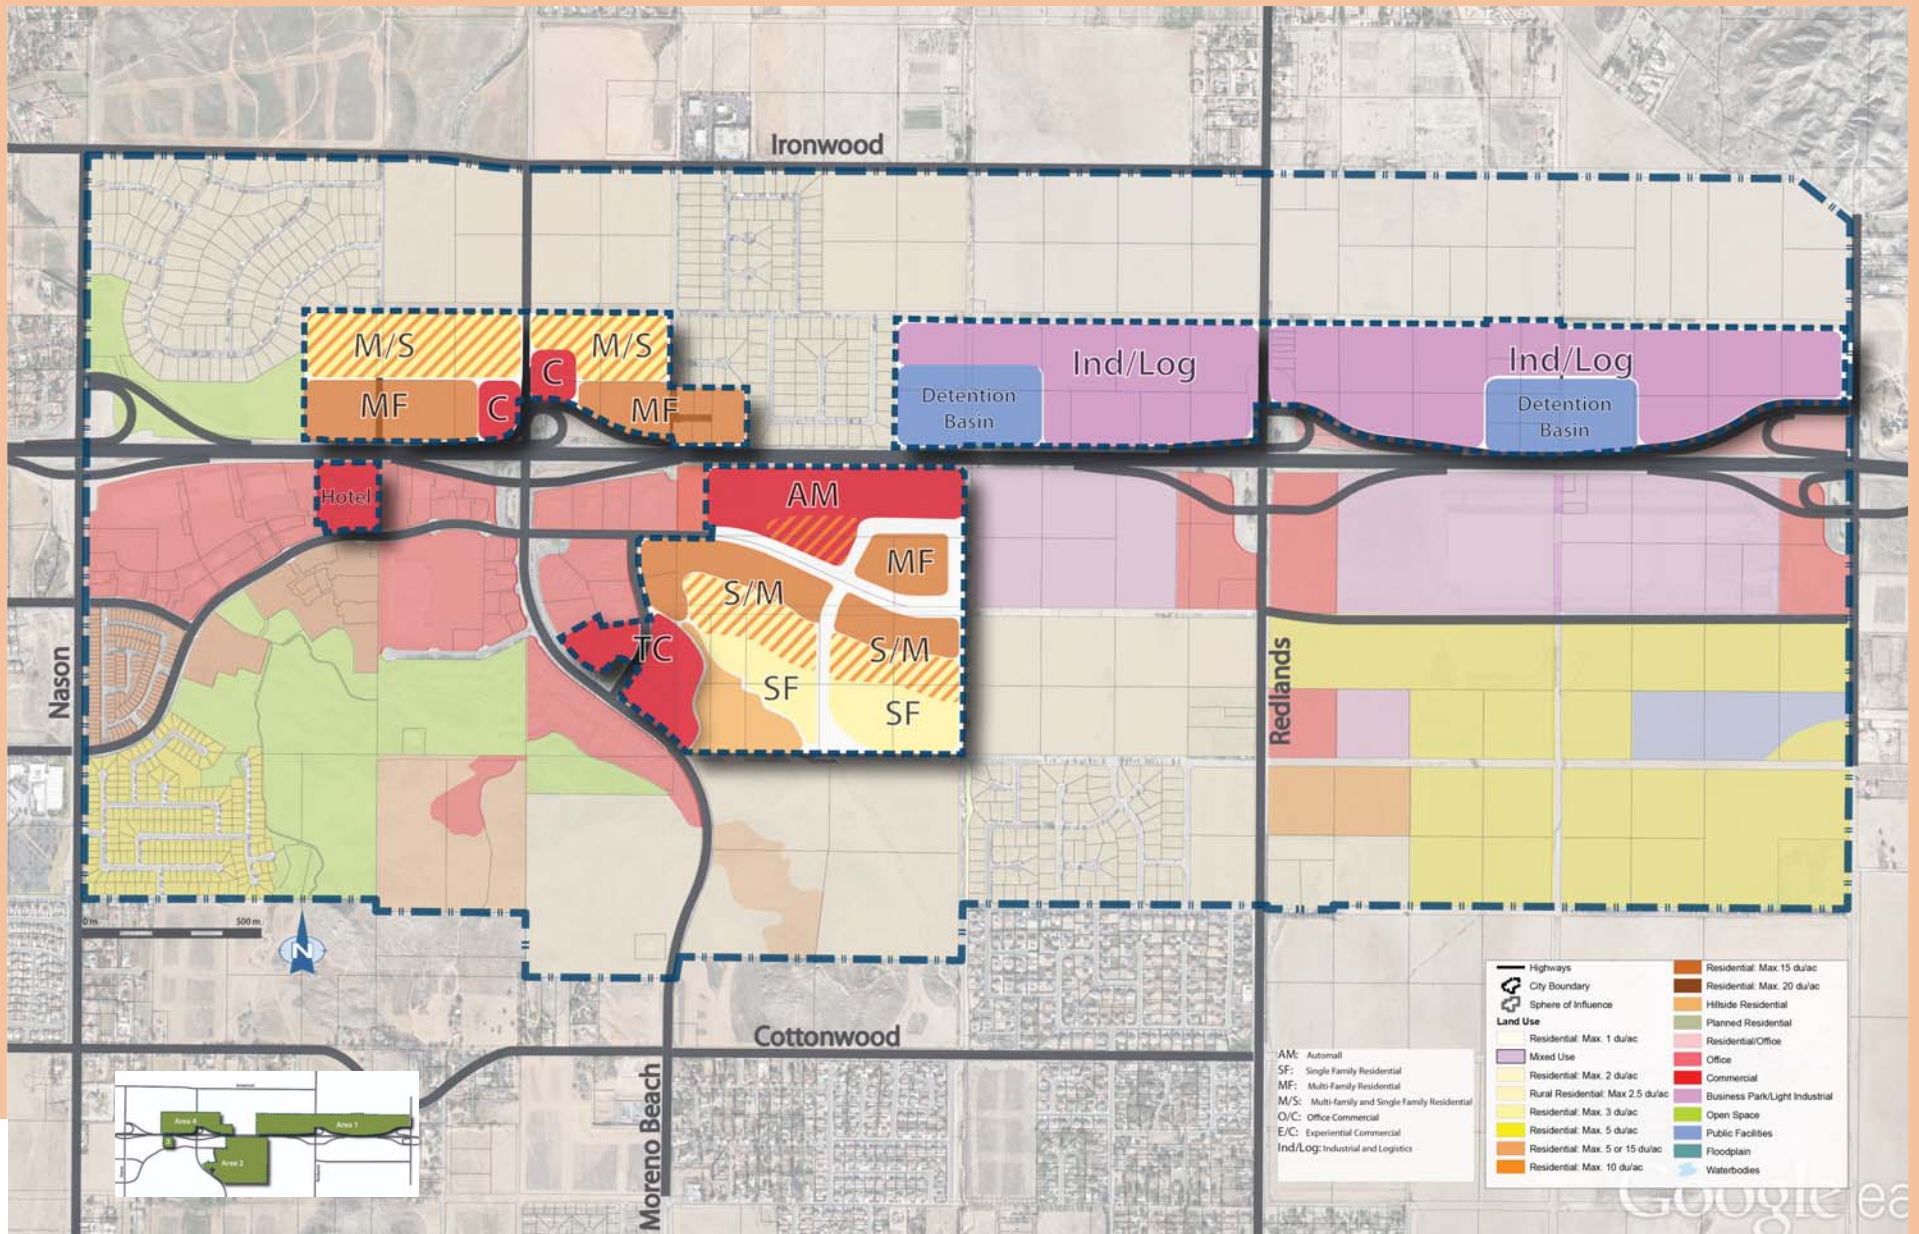 Ironwood
M/S
M/S
C
C
MF
MF
Ind/Log
Ind/Log
Detention
Basin
Detention
Basin
Hotel
AM
MF
S/M
S/M
TC
SF
SF
Nason
Redlands
Moreno Beach
Cottonwood
0 m
500 m
N
Area 4
Area 1
Area 2
AM: Automall
SF: Single Family Residential
MF: Multi-Family Residential
M/S: Multi-family and Single Family Residential
O/C: Office Commercial
E/C: Experiential Commercial
Ind/Log: Industrial and Logistics
Highways
City Boundary
Sphere of Influence
Land Use
Residential: Max. 1 du/ac
Mixed Use
Residential: Max. 2 du/ac
Rural Residential: Max 2.5 du/ac
Residential: Max. 3 du/ac
Residential: Max. 5 du/ac
Residential: Max. 5 or 15 du/ac
Residential: Max. 10 du/ac
Residential: Max.15 du/ac
Residential: Max. 20 du/ac
Hillside Residential
Planned Residential
Residential/Office
Office
Commercial
Business Park/Light Industrial
Open Space
Public Facilities
Floodplain
Waterbodies
Google ea